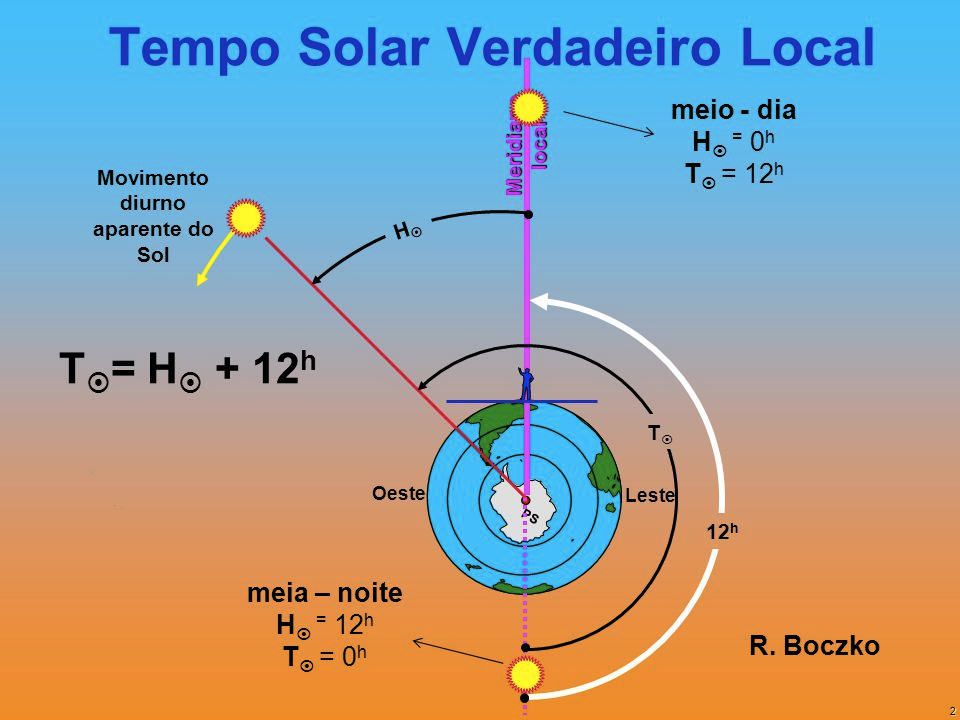 Tempo Solar Verdadeiro Local
meio - dia
H☉ = 0ʰ
T☉ = 12ʰ
local
Movimento
diurno
aparente do
Sol
H☉
T☉= H☉ + 12ʰ
T☉
Oeste
Leste
PS
12ʰ
meia – noite
H☉ = 12ʰ
T☉ = 0ʰ
R. Boczko
2